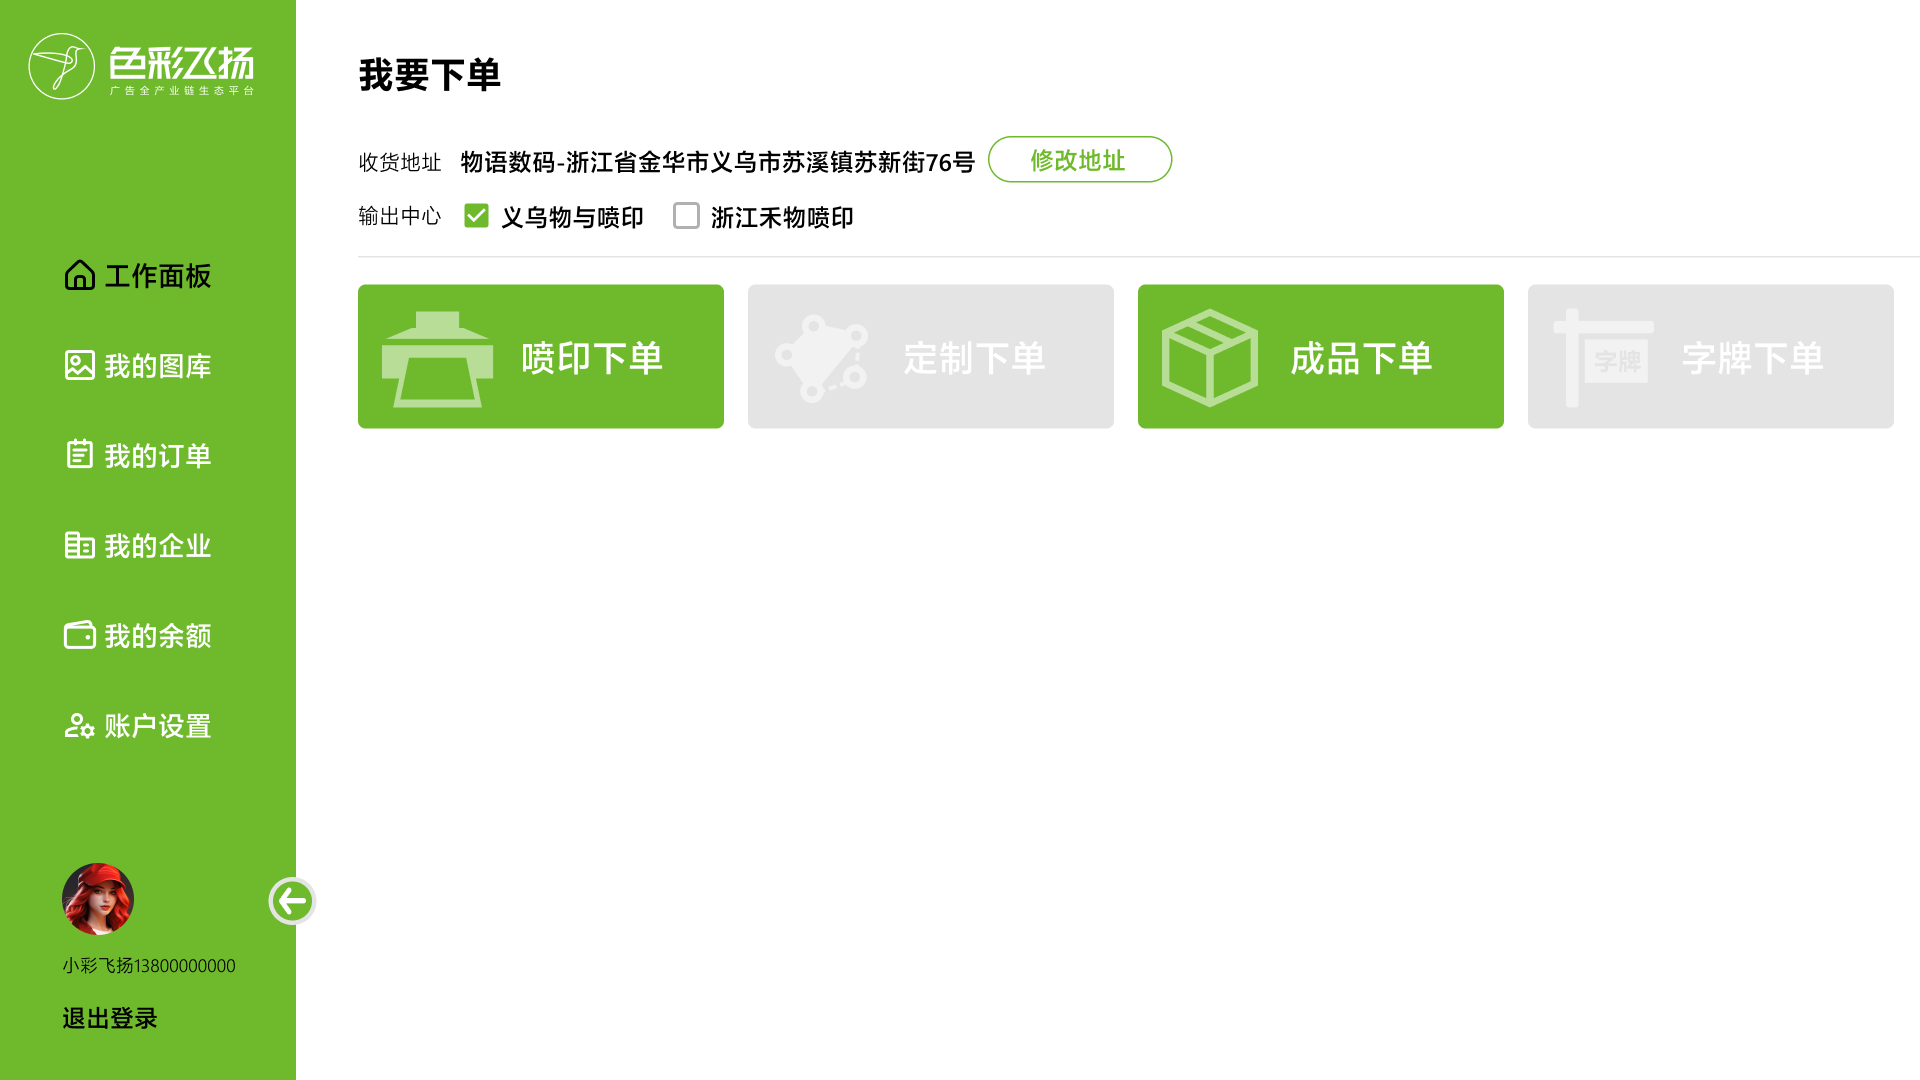 色彩飞扬
广告全产业链生态平台
工作面板
我的图库
我的订单
我的企业
我的余额
账户设置
小彩飞扬13800000000
退出登录
我要下单
收货地址 物语数码-浙江省金华市义乌市苏溪镇苏新街76号 修改地址
输出中心 义乌物与喷印 浙江禾物喷印
喷印下单
定制下单
成品下单
字牌
字牌下单